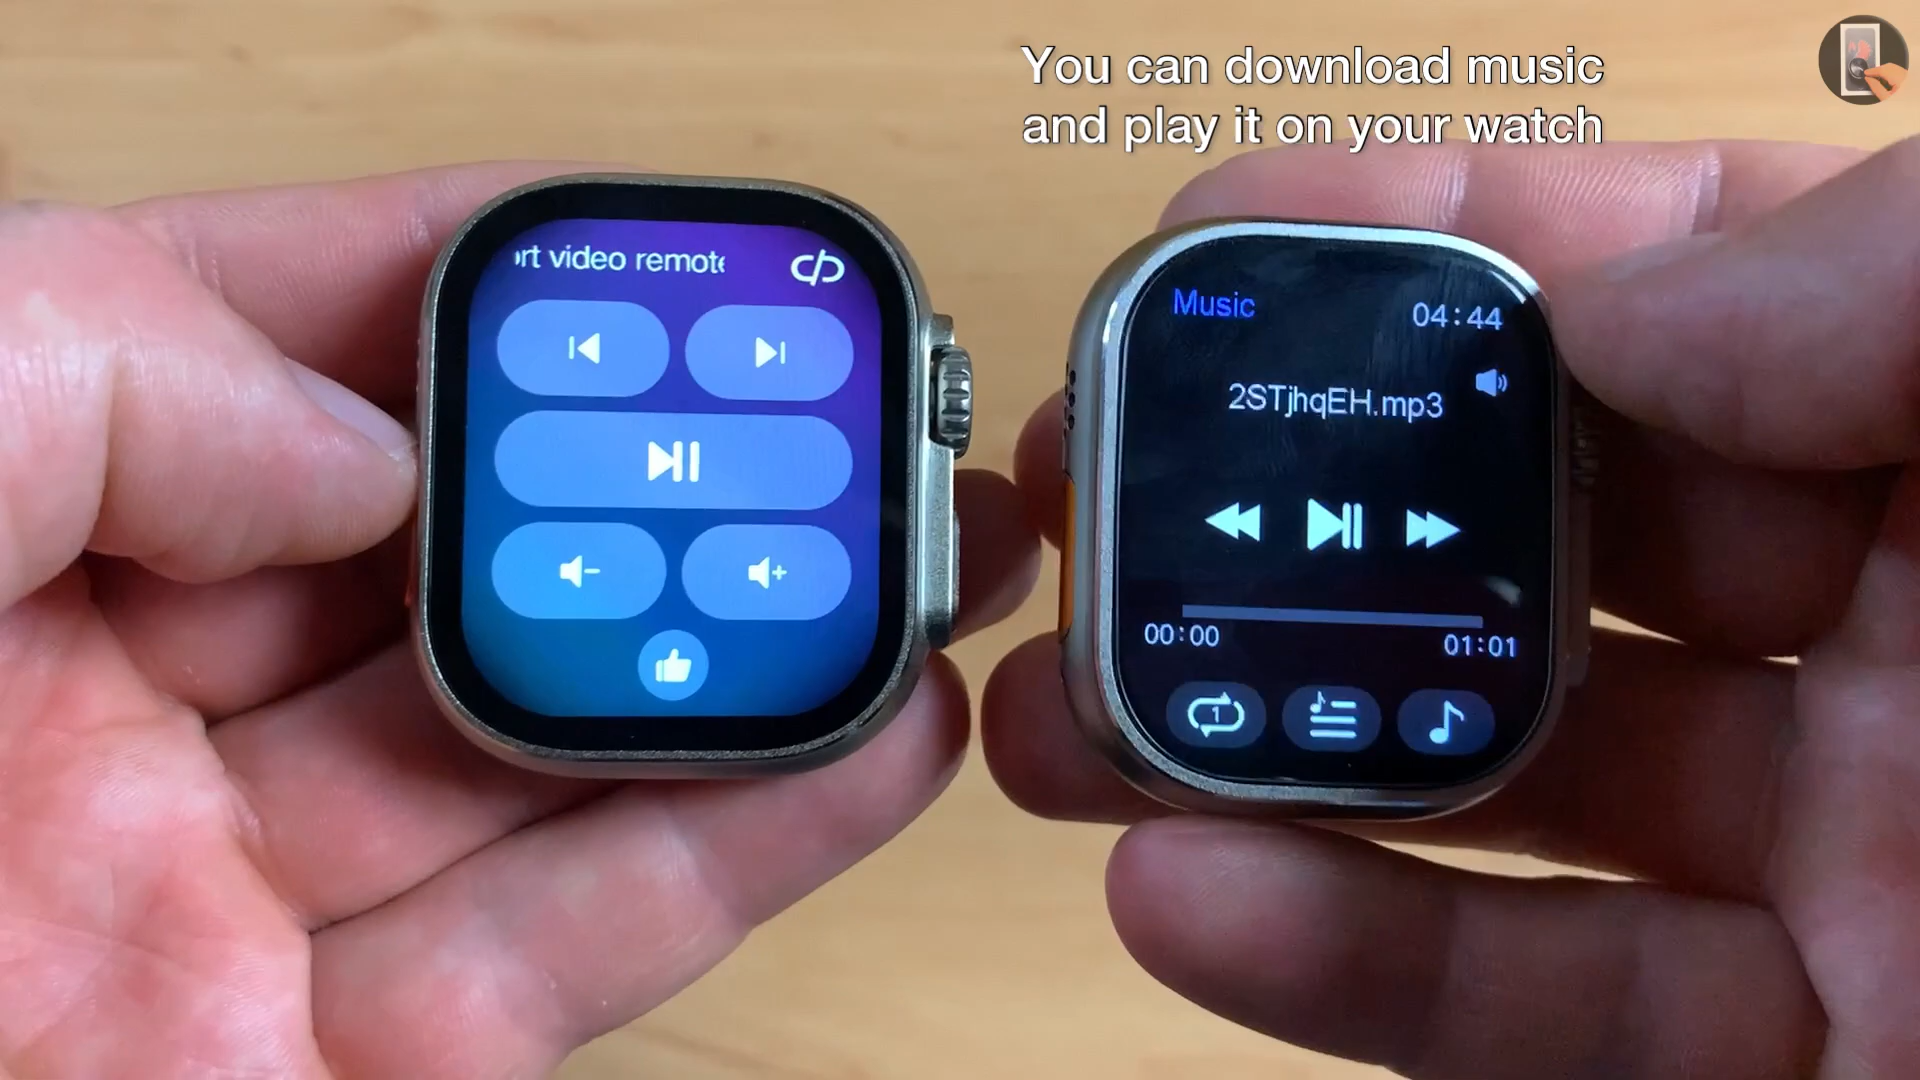 You can download music
and play it on your watch
rt video remote
Music
04:44
2STjhqEH.mp3
00:00
01:01
1